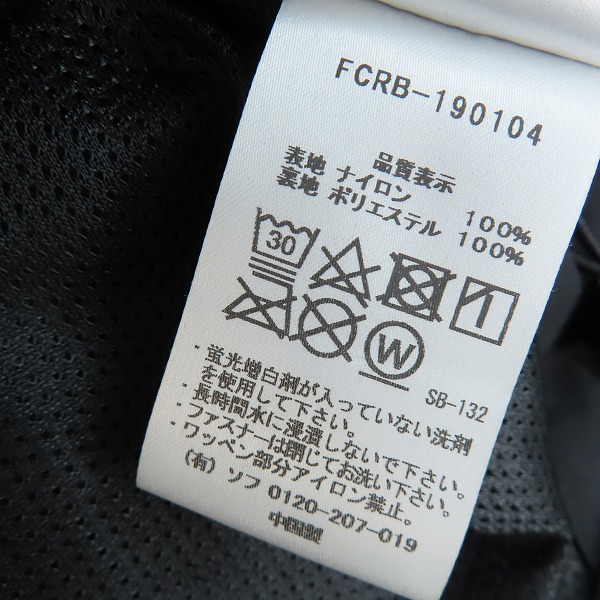 FCRB-190104
品質表示
表地 ナイロン 100%
裏地 ポリエステル 100%
30
W
SB-132
・蛍光増白剤が入っていない洗剤
を使用して下さい。
・長時間水に浸漬しないで下さい。
・ファスナーは閉じてお洗い下さい。
・ワッペン部分アイロン禁止。
(有) ソフ 0120-207-019
中国製